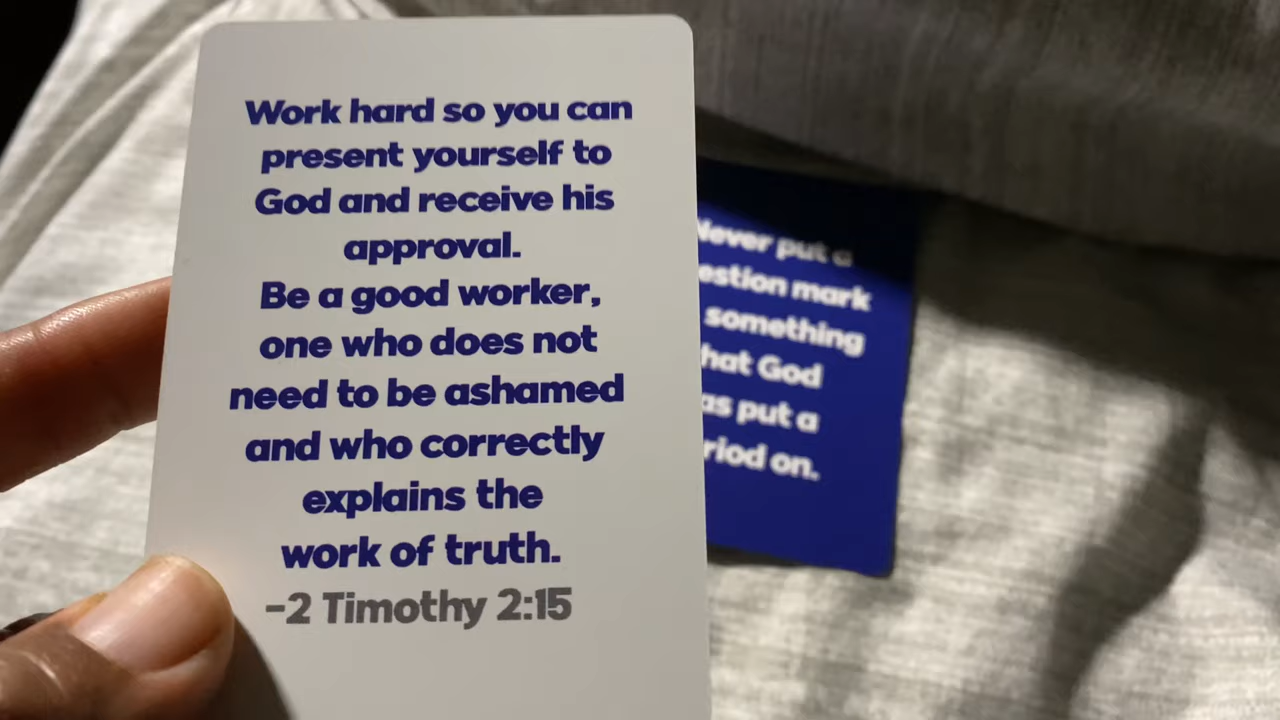 Work hard so you can
present yourself to
God and receive his
approval.
Be a good worker,
one who does not
need to be ashamed
and who correctly
explains the
work of truth.
-2 Timothy 2:15
Never put a
estion mark
something
hat God
as put a
riod on.